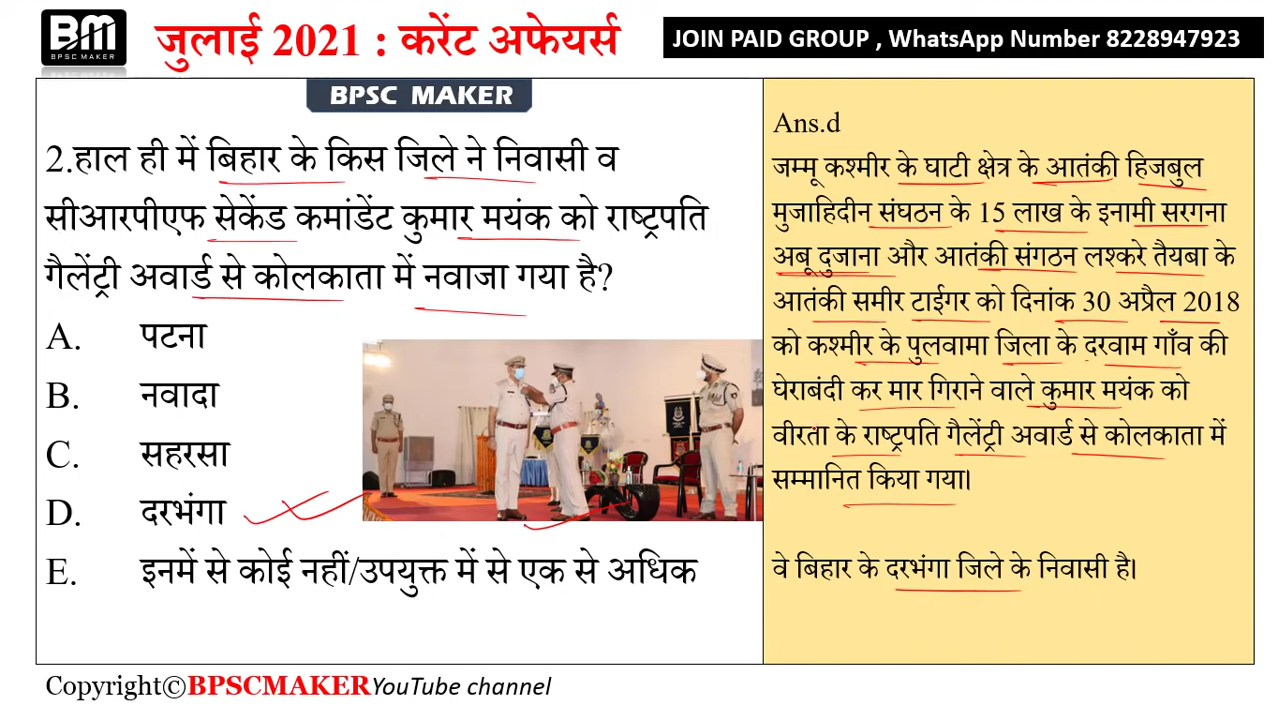 BM
BPSC MAKER
जुलाई 2021 : करेंट अफेयर्स
JOIN PAID GROUP , WhatsApp Number 8228947923
BPSC MAKER
2.हाल ही में बिहार के किस जिले ने निवासी व
सीआरपीएफ सेकेंड कमांडेंट कुमार मयंक को राष्ट्रपति
गैलेंट्री अवार्ड से कोलकाता में नवाजा गया है?
A. पटना
B. नवादा
C. सहरसा
D. दरभंगा
E. इनमें से कोई नहीं/उपयुक्त में से एक से अधिक
Ans.d
जम्मू कश्मीर के घाटी क्षेत्र के आतंकी हिजबुल
मुजाहिदीन संघठन के 15 लाख के इनामी सरगना
अबू दुजाना और आतंकी संगठन लश्करे तैयबा के
आतंकी समीर टाईगर को दिनांक 30 अप्रैल 2018
को कश्मीर के पुलवामा जिला के दरवाम गाँव की
घेराबंदी कर मार गिराने वाले कुमार मयंक को
वीरता के राष्ट्रपति गैलेंट्री अवार्ड से कोलकाता में
सम्मानित किया गया।
वे बिहार के दरभंगा जिले के निवासी है।
Copyright©BPSCMAKERYouTube channel